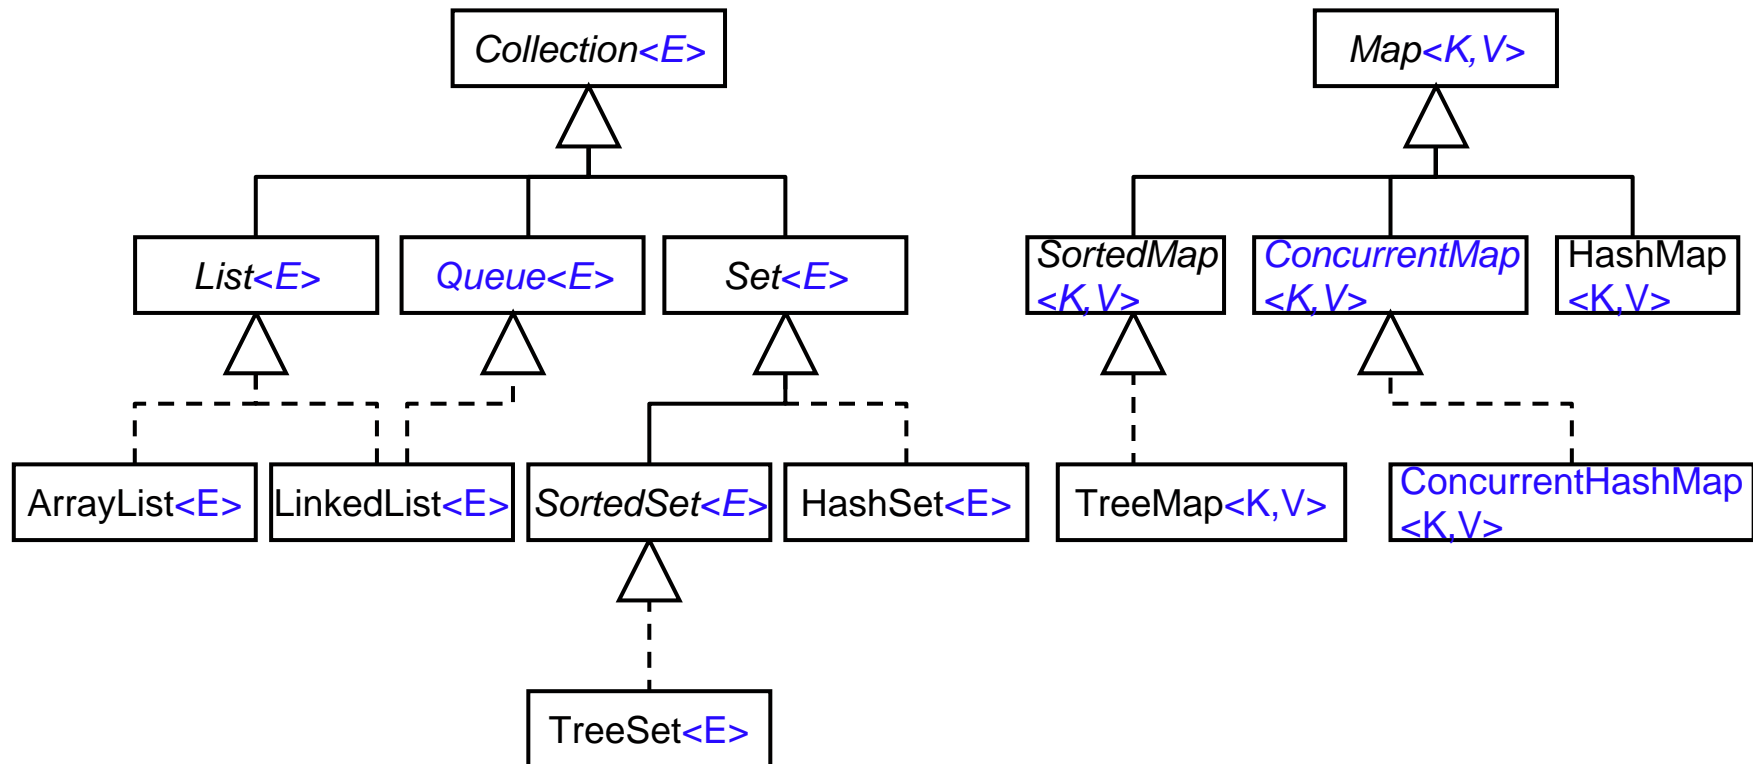 Collection<E>
Map<K,V>
List<E>
Queue<E>
Set<E>
SortedMap
<K,V>
ConcurrentMap
<K,V>
HashMap
<K,V>
ArrayList<E>
LinkedList<E>
SortedSet<E>
HashSet<E>
TreeMap<K,V>
ConcurrentHashMap
<K,V>
TreeSet<E>